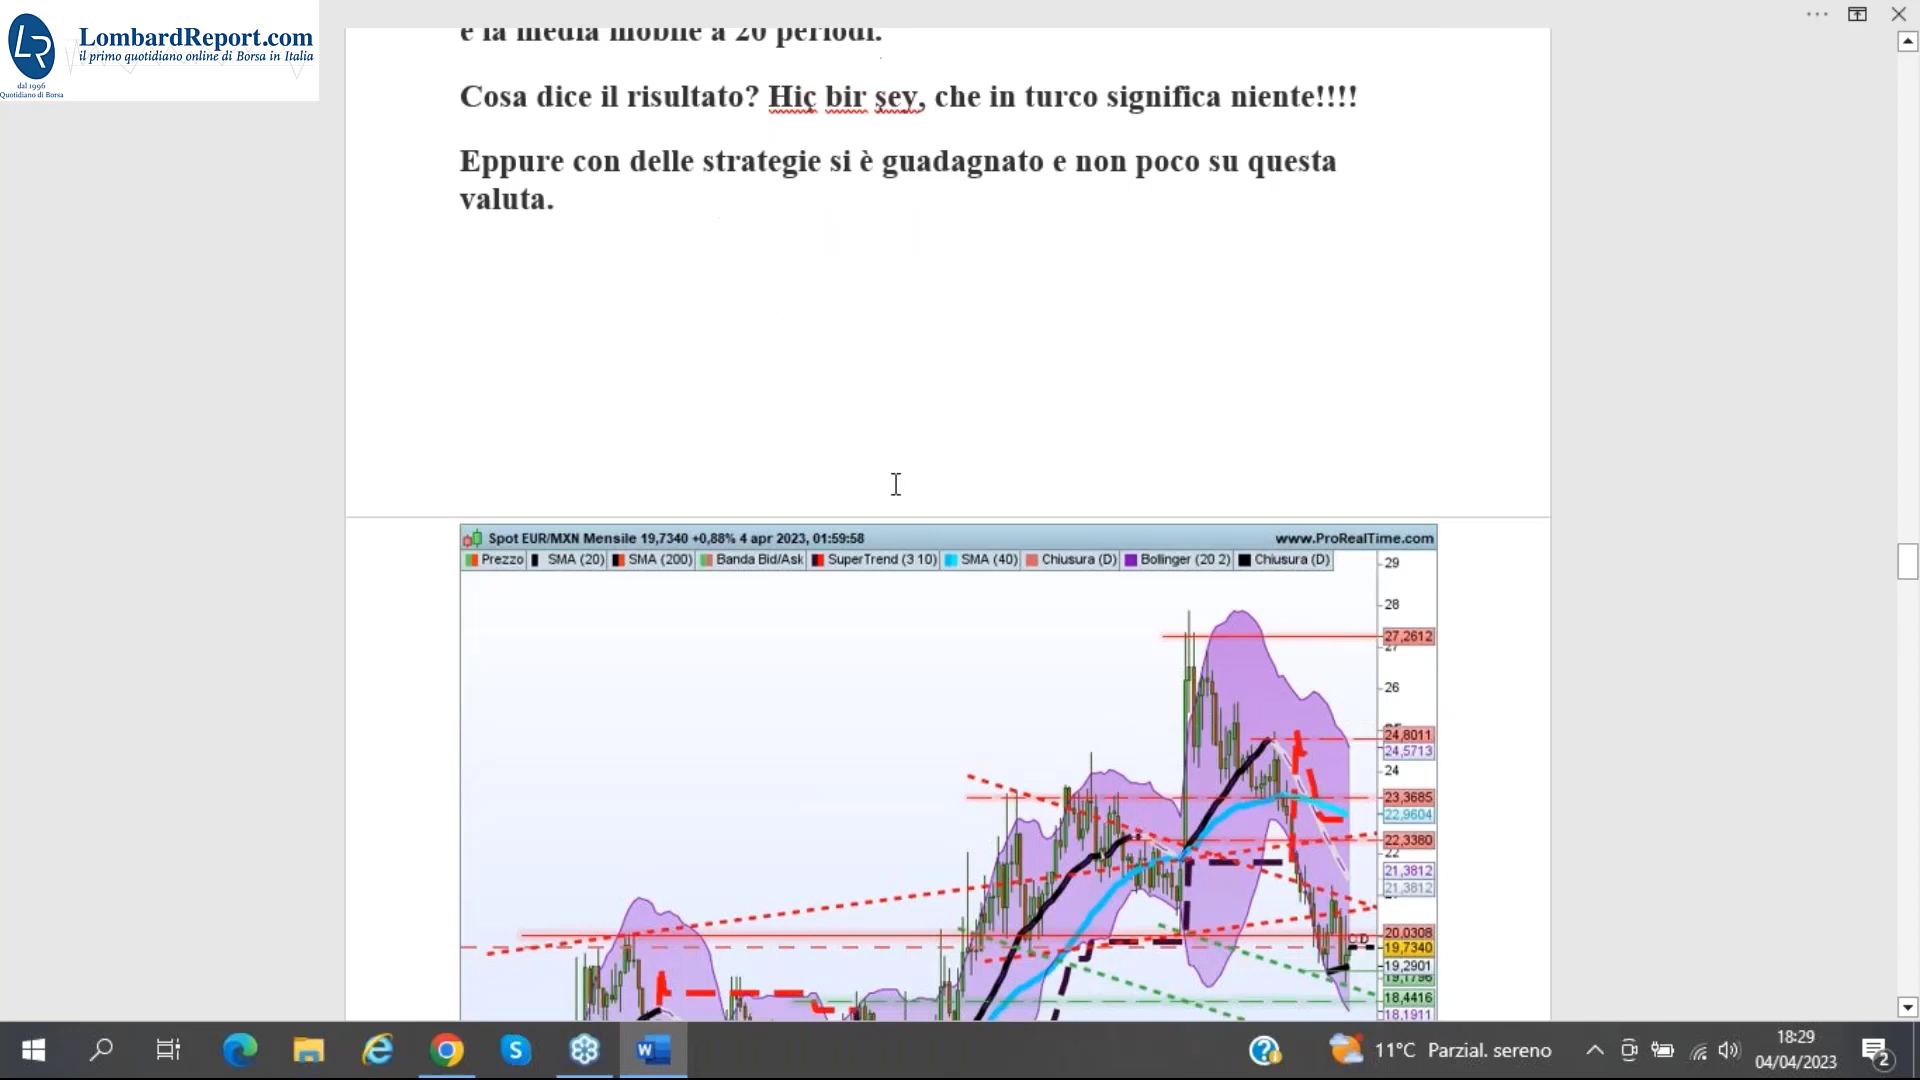 LombardReport.com
il primo quotidiano online di Borsa in Italia
dal 1996
Quotidiano di Borsa
e la media mobile a 20 periodi.
Cosa dice il risultato? Hiç bir şey, che in turco significa niente!!!!
Eppure con delle strategie si è guadagnato e non poco su questa
valuta.
Spot EUR/MXN Mensile 19,7340 +0,88% 4 apr 2023, 01:59:58
www.ProRealTime.com
Prezzo SMA (20) SMA (200) Banda Bid/Ask SuperTrend (3 10) SMA (40) Chiusura (D) Bollinger (20 2) Chiusura (D)
29
28
27,2612
27
26
24,8011
24,5713
24
23,3685
22,9604
22,3380
22
21,3812
21,3812
20,0308
19,7340
19,2901
19,1796
18,4416
18,1911
11°C Parzial. sereno
18:29
04/04/2023
2